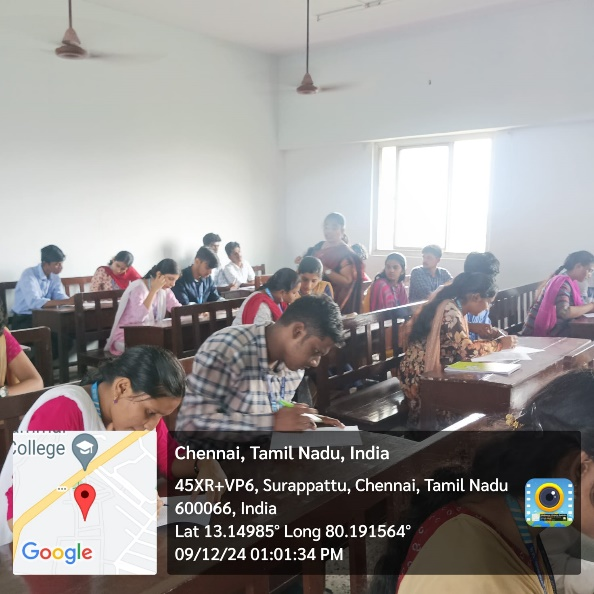 College
Google
Chennai, Tamil Nadu, India
45XR+VP6, Surappattu, Chennai, Tamil Nadu
600066, India
Lat 13.14985° Long 80.191564°
09/12/24 01:01:34 PM